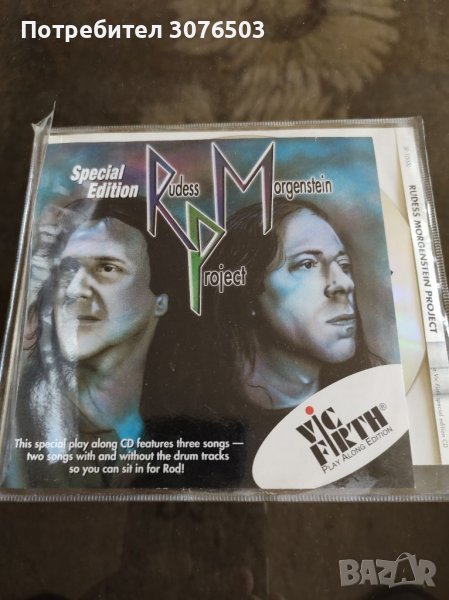 Потребител 3076503
Special
Edition
Rudess Morgenstein
Project
This special play along CD features three songs —
two songs with and without the drum tracks
so you can sit in for Rod!
VIC
FIRTH®
PLAY ALONG EDITION
RUDESS MORGENSTEIN PROJECT
BAZAR